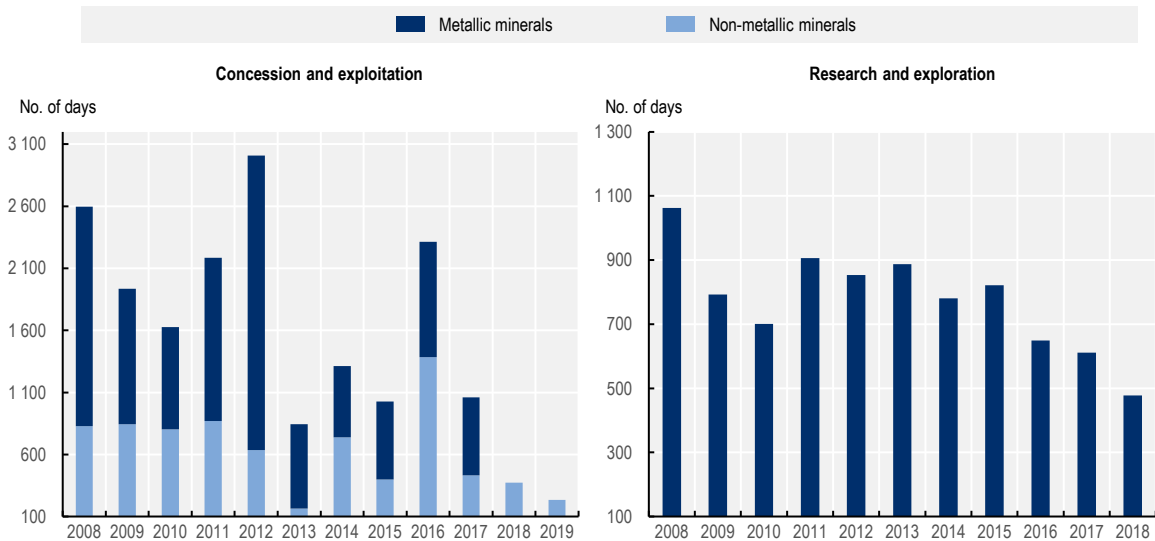 Metallic minerals
Non-metallic minerals
Concession and exploitation
No. of days
3 100
2 600
2 100
1 600
1 100
600
100
2008 2009 2010 2011 2012 2013 2014 2015 2016 2017 2018 2019
Research and exploration
No. of days
1 300
1 100
900
700
500
300
100
2008 2009 2010 2011 2012 2013 2014 2015 2016 2017 2018